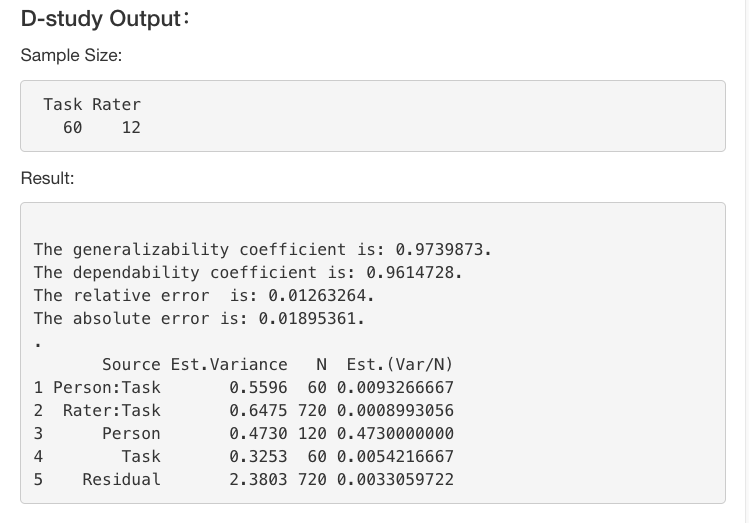 D-study Output:
Sample Size:
Task Rater
60 12
Result:
The generalizability coefficient is: 0.9739873.
The dependability coefficient is: 0.9614728.
The relative error  is: 0.01263264.
The absolute error is: 0.01895361.
.
Source Est.Variance N Est.(Var/N)
1 Person:Task 0.5596 60 0.0093266667
2 Rater:Task 0.6475 720 0.0008993056
3 Person 0.4730 120 0.4730000000
4 Task 0.3253 60 0.0054216667
5 Residual 2.3803 720 0.0033059722